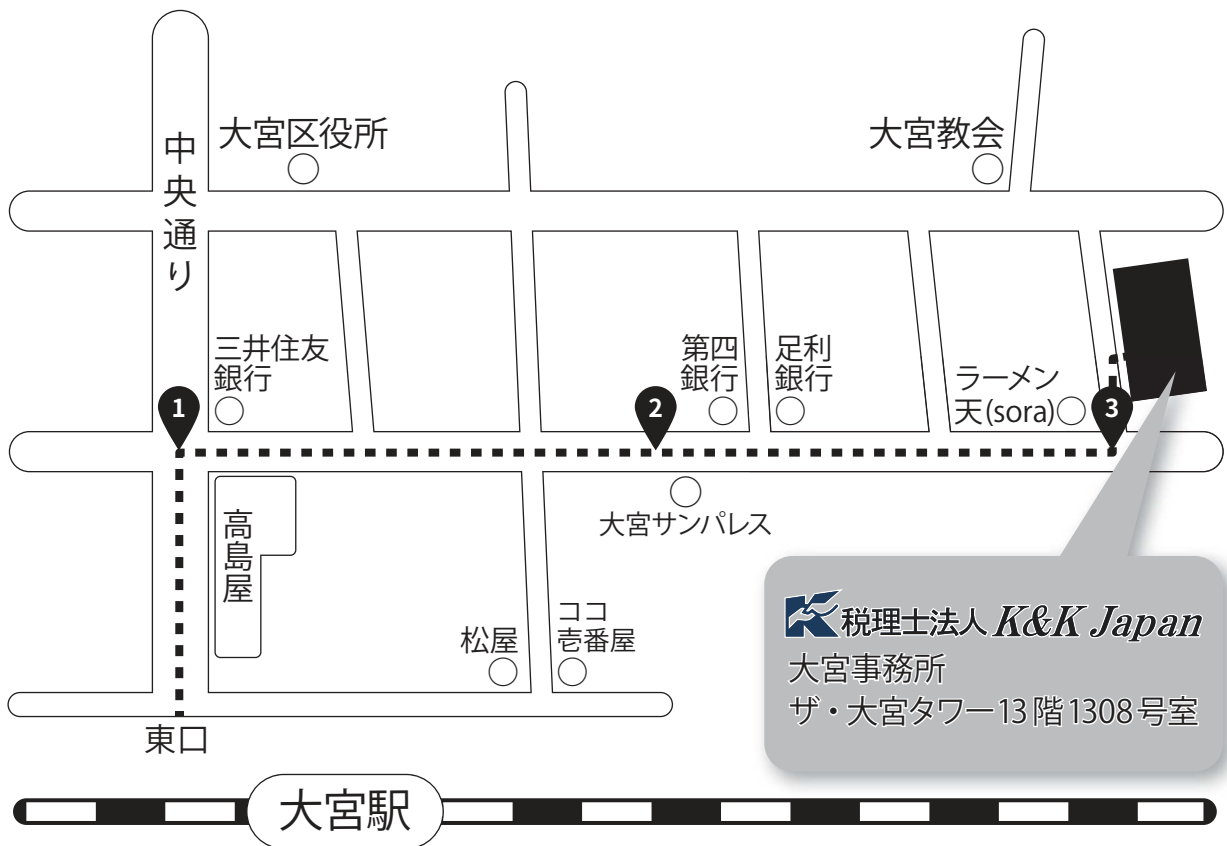 中央通り
大宮区役所
大宮教会
三井住友
銀行
第四
銀行
足利
銀行
ラーメン
天(sora)
1
2
3
高島屋
大宮サンパレス
松屋
ココ
壱番屋
税理士法人 K&K Japan
大宮事務所
ザ・大宮タワー13階1308号室
東口
大宮駅